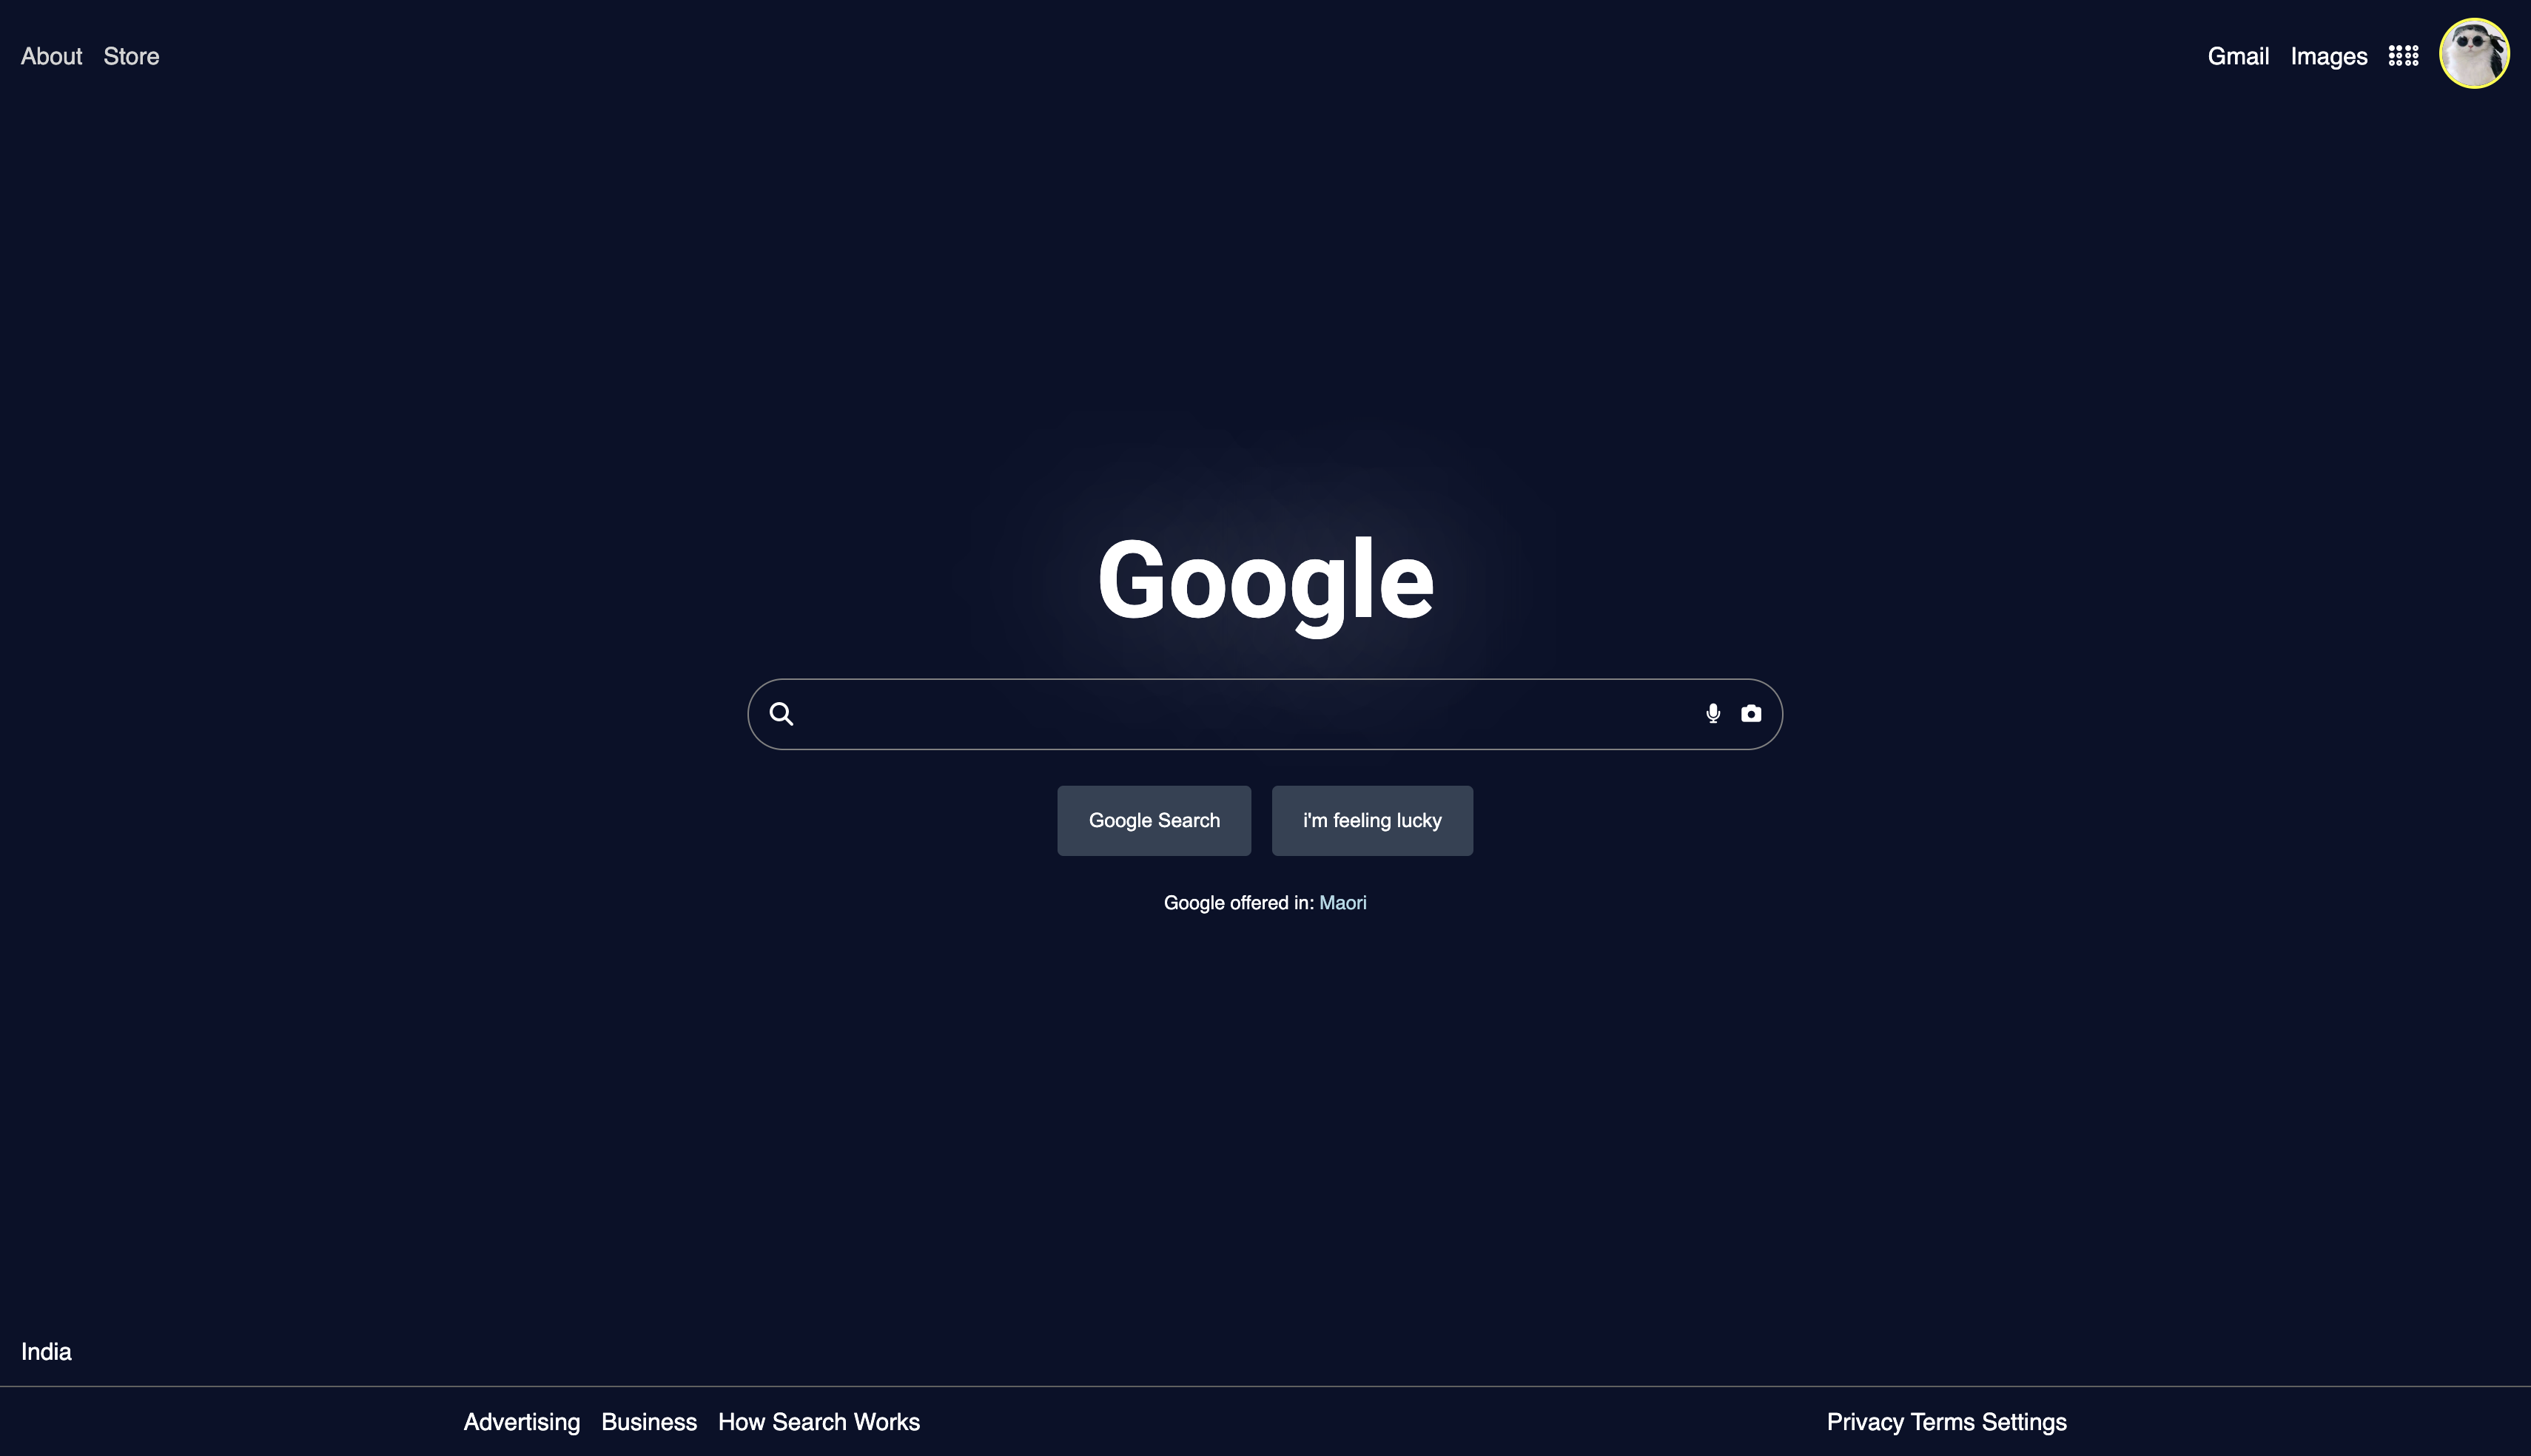 About Store Gmail Images
Google
Google Search i'm feeling lucky
Google offered in: Maori
India
Advertising Business How Search Works Privacy Terms Settings